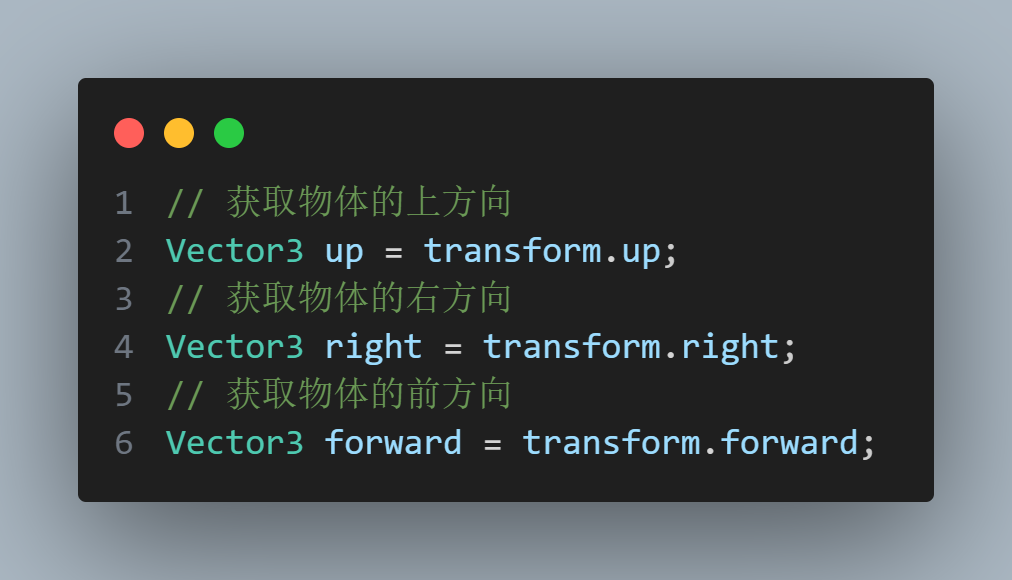 1 // 获取物体的上方向
2 Vector3 up = transform.up;
3 // 获取物体的右方向
4 Vector3 right = transform.right;
5 // 获取物体的前方向
6 Vector3 forward = transform.forward;